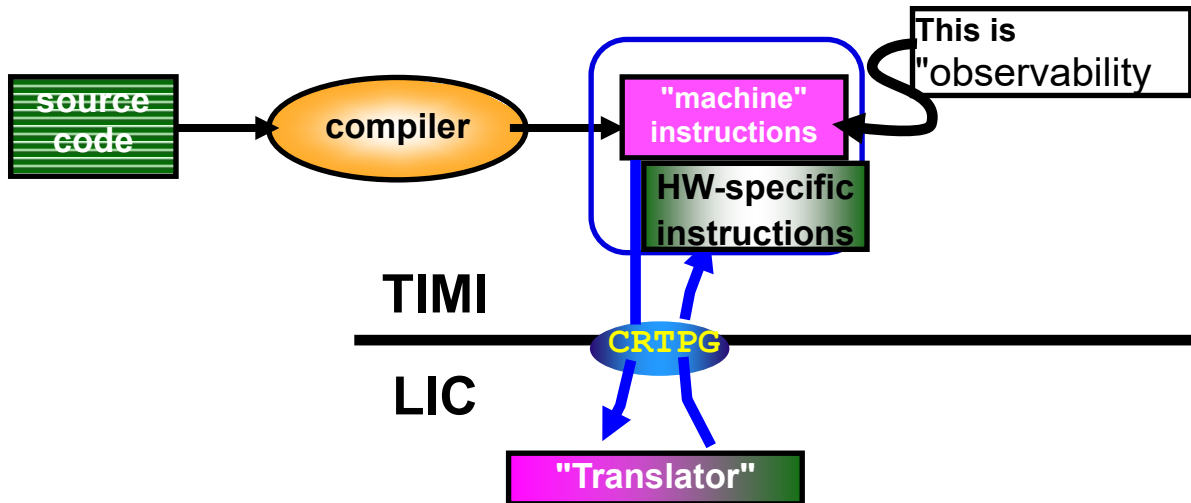 source
code
compiler
"machine"
instructions
This is
"observability
HW-specific
instructions
TIMI
CRTPG
LIC
"Translator"